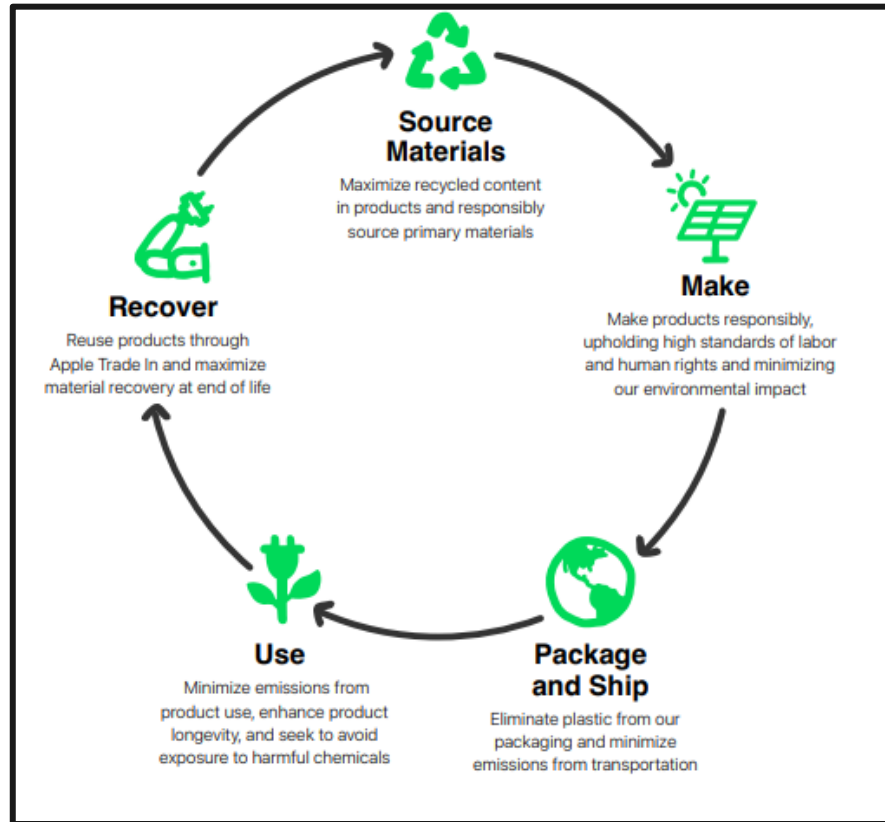 Source
Materials
Maximize recycled content
in products and responsibly
source primary materials
Make
Make products responsibly,
upholding high standards of labor
and human rights and minimizing
our environmental impact
Package
and Ship
Eliminate plastic from our
packaging and minimize
emissions from transportation
Use
Minimize emissions from
product use, enhance product
longevity, and seek to avoid
exposure to harmful chemicals
Recover
Reuse products through
Apple Trade In and maximize
material recovery at end of life